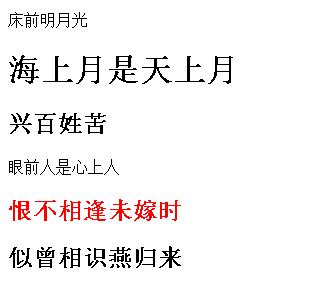 床前明月光
海上月是天上月
兴百姓苦
眼前人是心上人
恨不相逢未嫁时
似曾相识燕归来